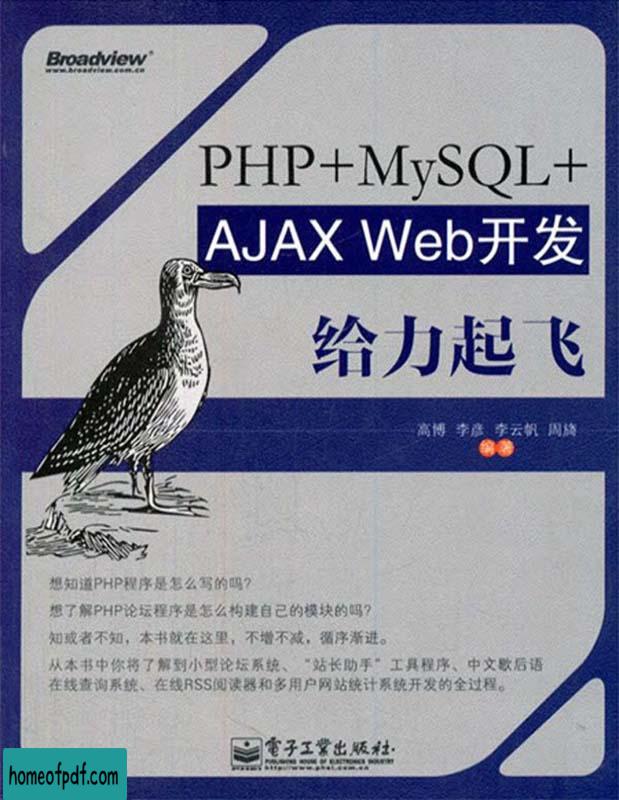 Broadview®
www.broadview.com.cn
PHP+MySQL+
AJAX Web开发
给力起飞
高博 李彦 李云帆 周旖
编著
想知道PHP程序是怎么写的吗?
想了解PHP论坛程序是怎么构建自己的模块的吗?
知或者不知,本书就在这里,不增不减,循序渐进。
从本书中你将了解到小型论坛系统、“站长助手”工具程序、中文歇后语
在线查询系统、在线RSS阅读器和多用户网站统计系统开发的全过程。
電子工業出版社
PUBLISHING HOUSE OF ELECTRONICS INDUSTRY
http://www.phei.com.cn
homeofpdf.com